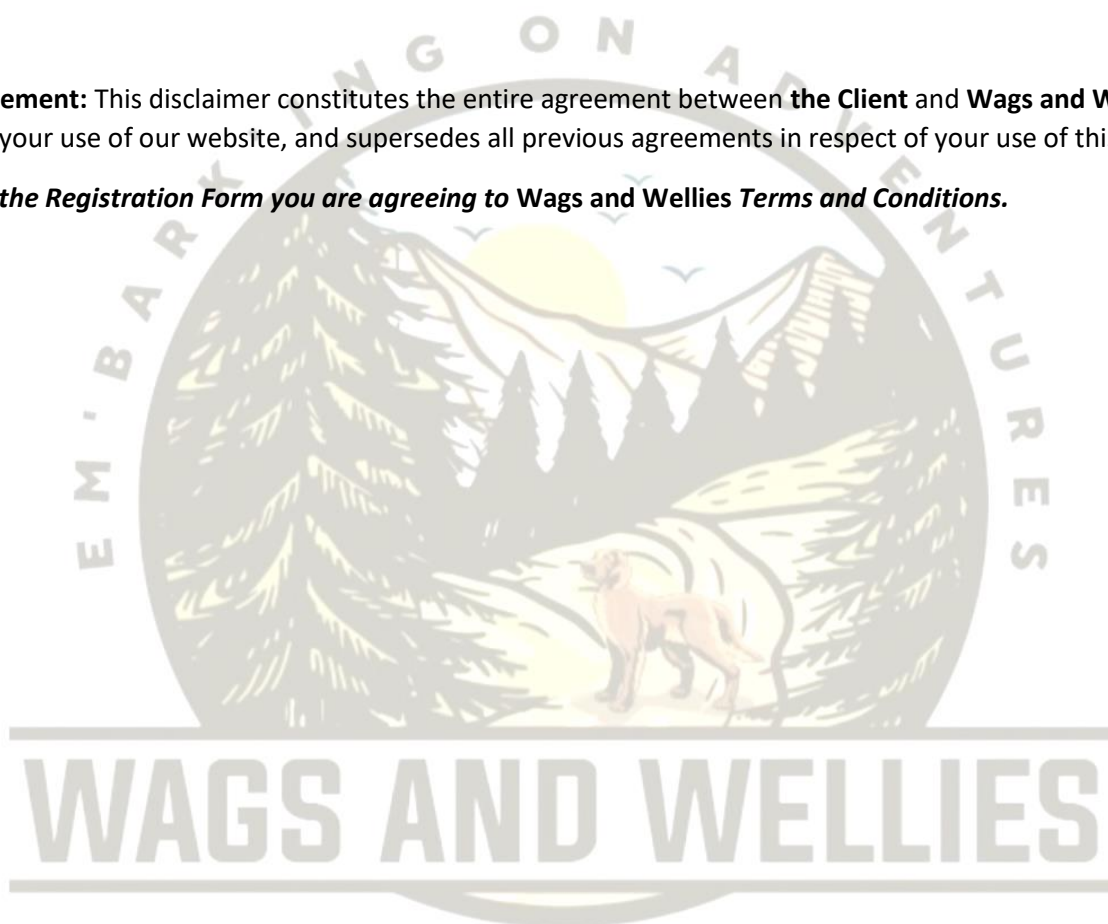 EM'BARKING ON ADVENTURES
ement: This disclaimer constitutes the entire agreement between the Client and Wags and W
your use of our website, and supersedes all previous agreements in respect of your use of thi
the Registration Form you are agreeing to Wags and Wellies Terms and Conditions.
WAGS AND WELLIES